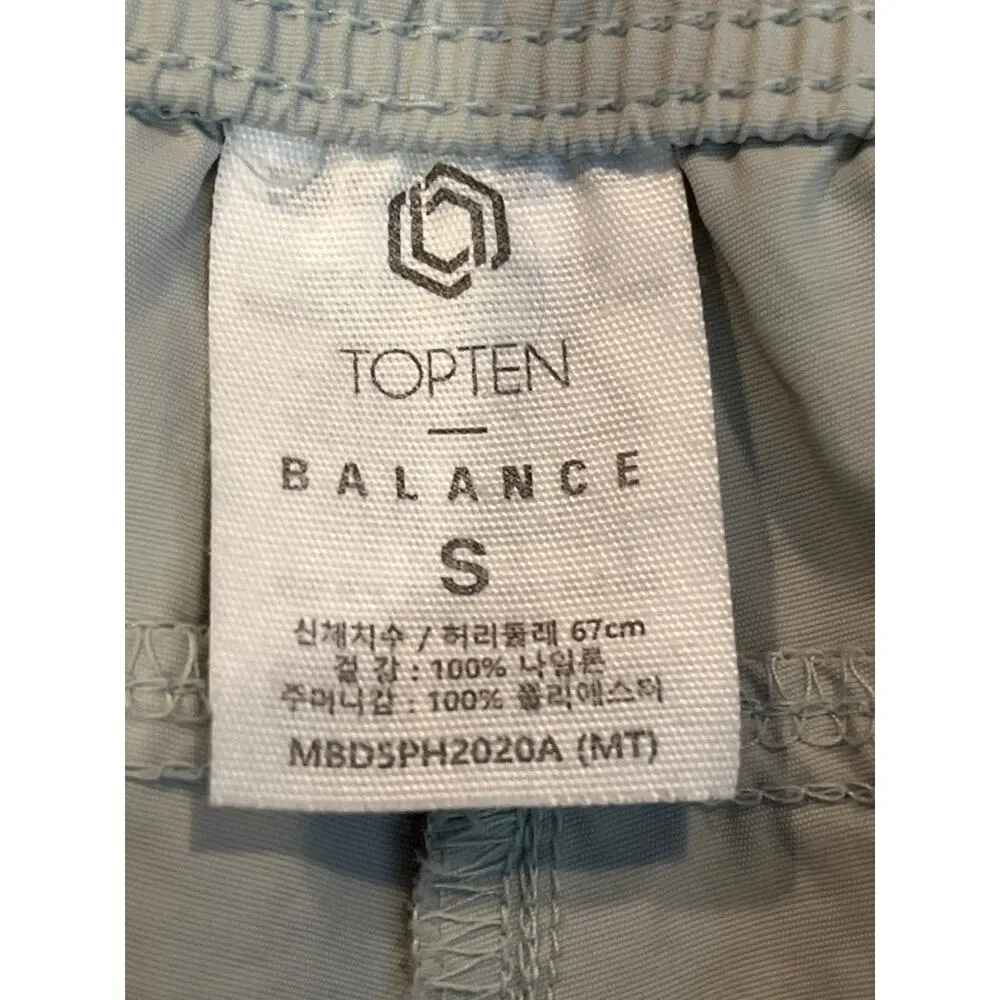 TOPTEN
BALANCE
S
신체치수 / 허리둘레 67cm
겉 감 : 100% 나일론
주머니감 : 100% 폴리에스터
MBD5PH2020A (MT)